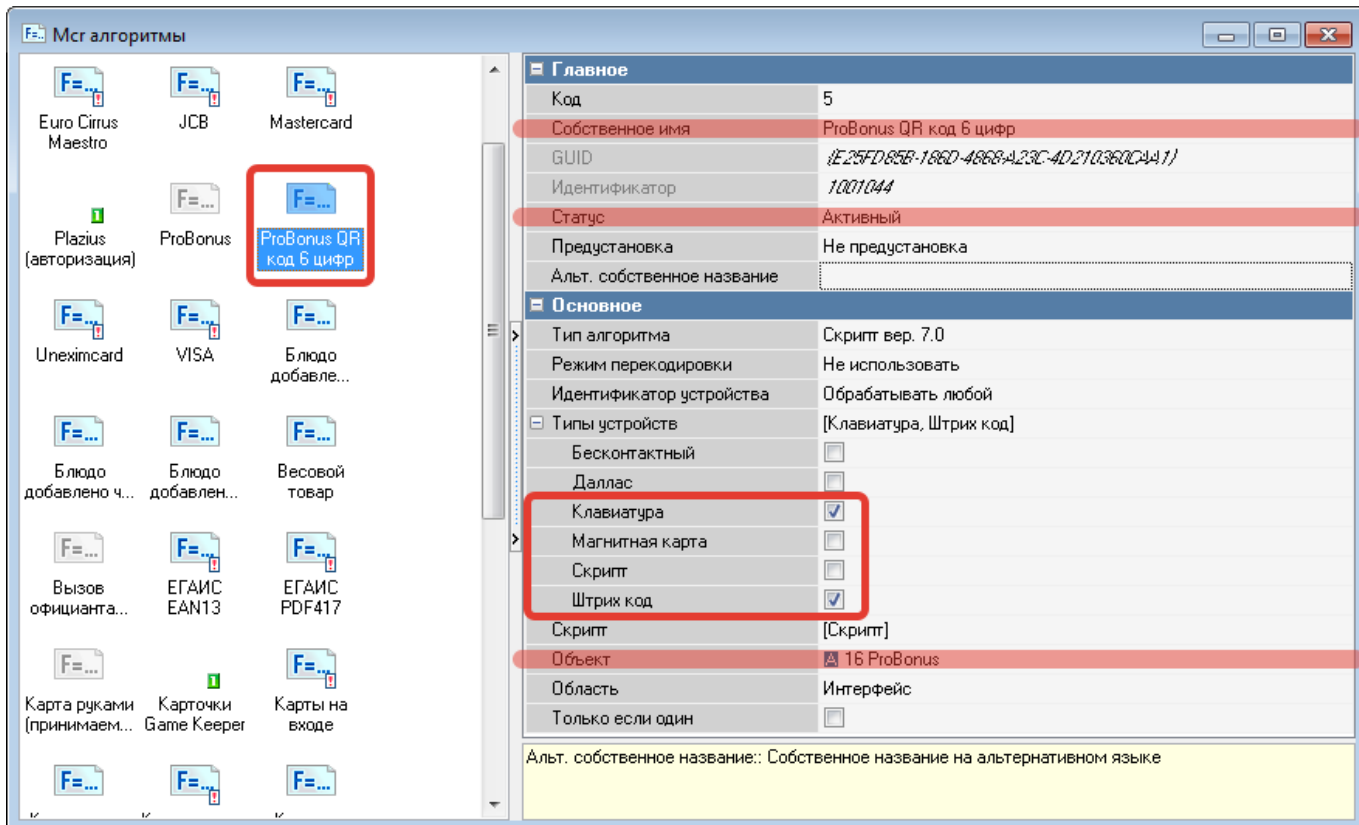 Mcr алгоритмы
Euro Cirrus
Maestro
JCB
Mastercard
Plazius
(авторизация)
ProBonus
ProBonus QR
код 6 цифр
Uneximcard
VISA
Блюдо
добавле...
Блюдо
добавлено ч...
Блюдо
добавлен...
Весовой
товар
Вызов
официанта...
ЕГАИС
EAN13
ЕГАИС
PDF417
Карта руками
(принимаем...
Карточки
Game Keeper
Карты на
входе
Главное
Код 5
Собственное имя ProBonus QR код 6 цифр
GUID {E25FD85B-186D-4868-A23C-4D210360CAA1}
Идентификатор 1001044
Статус Активный
Предустановка Не предустановка
Альт. собственное название
Основное
Тип алгоритма Скрипт вер. 7.0
Режим перекодировки Не использовать
Идентификатор устройства Обрабатывать любой
Типы устройств [Клавиатура, Штрих код]
Бесконтактный
Даллас
Клавиатура
Магнитная карта
Скрипт
Штрих код
Скрипт [Скрипт]
Объект A 16 ProBonus
Область Интерфейс
Только если один
Альт. собственное название:: Собственное название на альтернативном языке